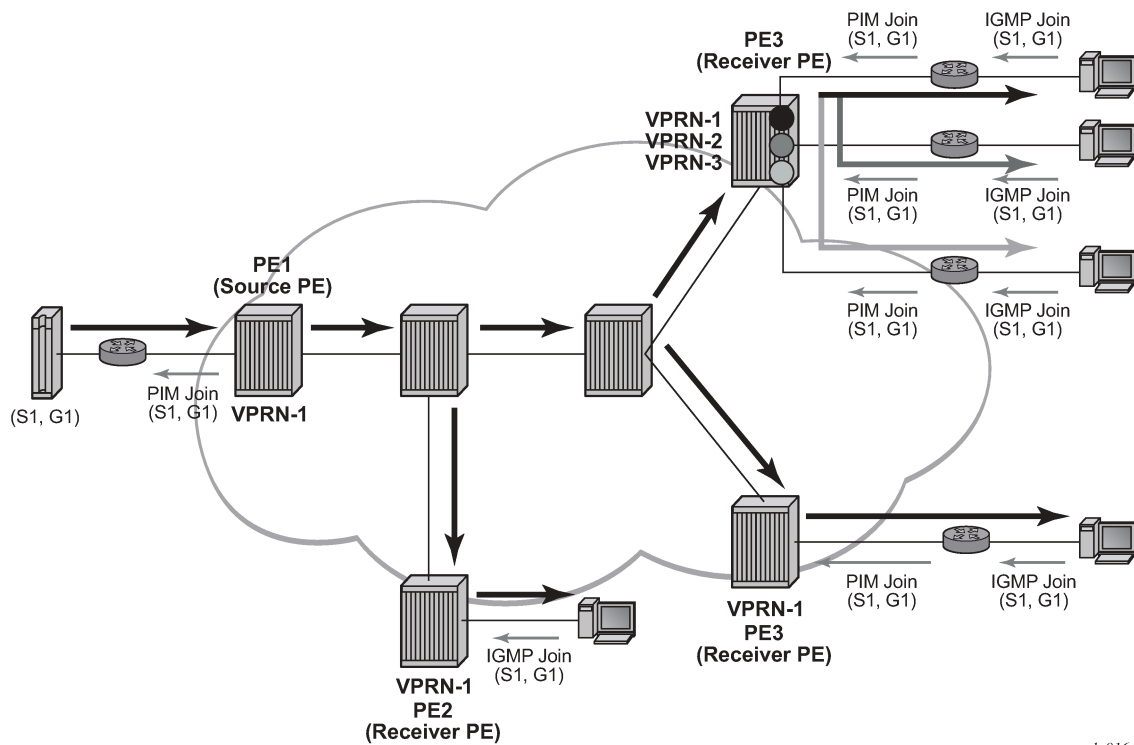 PE3
(Receiver PE)
PIM Join
(S1, G1)
IGMP Join
(S1, G1)
VPRN-1
VPRN-2
VPRN-3
PIM Join
(S1, G1)
IGMP Join
(S1, G1)
PIM Join
(S1, G1)
IGMP Join
(S1, G1)
PE1
(Source PE)
(S1, G1)
PIM Join
(S1, G1)
VPRN-1
PIM Join
(S1, G1)
IGMP Join
(S1, G1)
VPRN-1
PE3
(Receiver PE)
IGMP Join
(S1, G1)
VPRN-1
PE2
(Receiver PE)